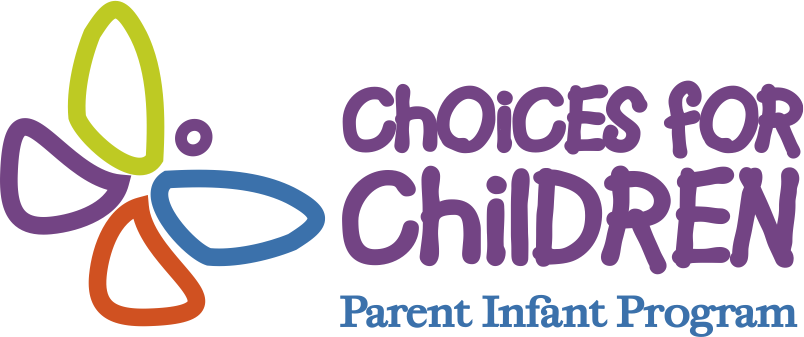 ChOiCES fOR
ChilDREN
Parent Infant Program